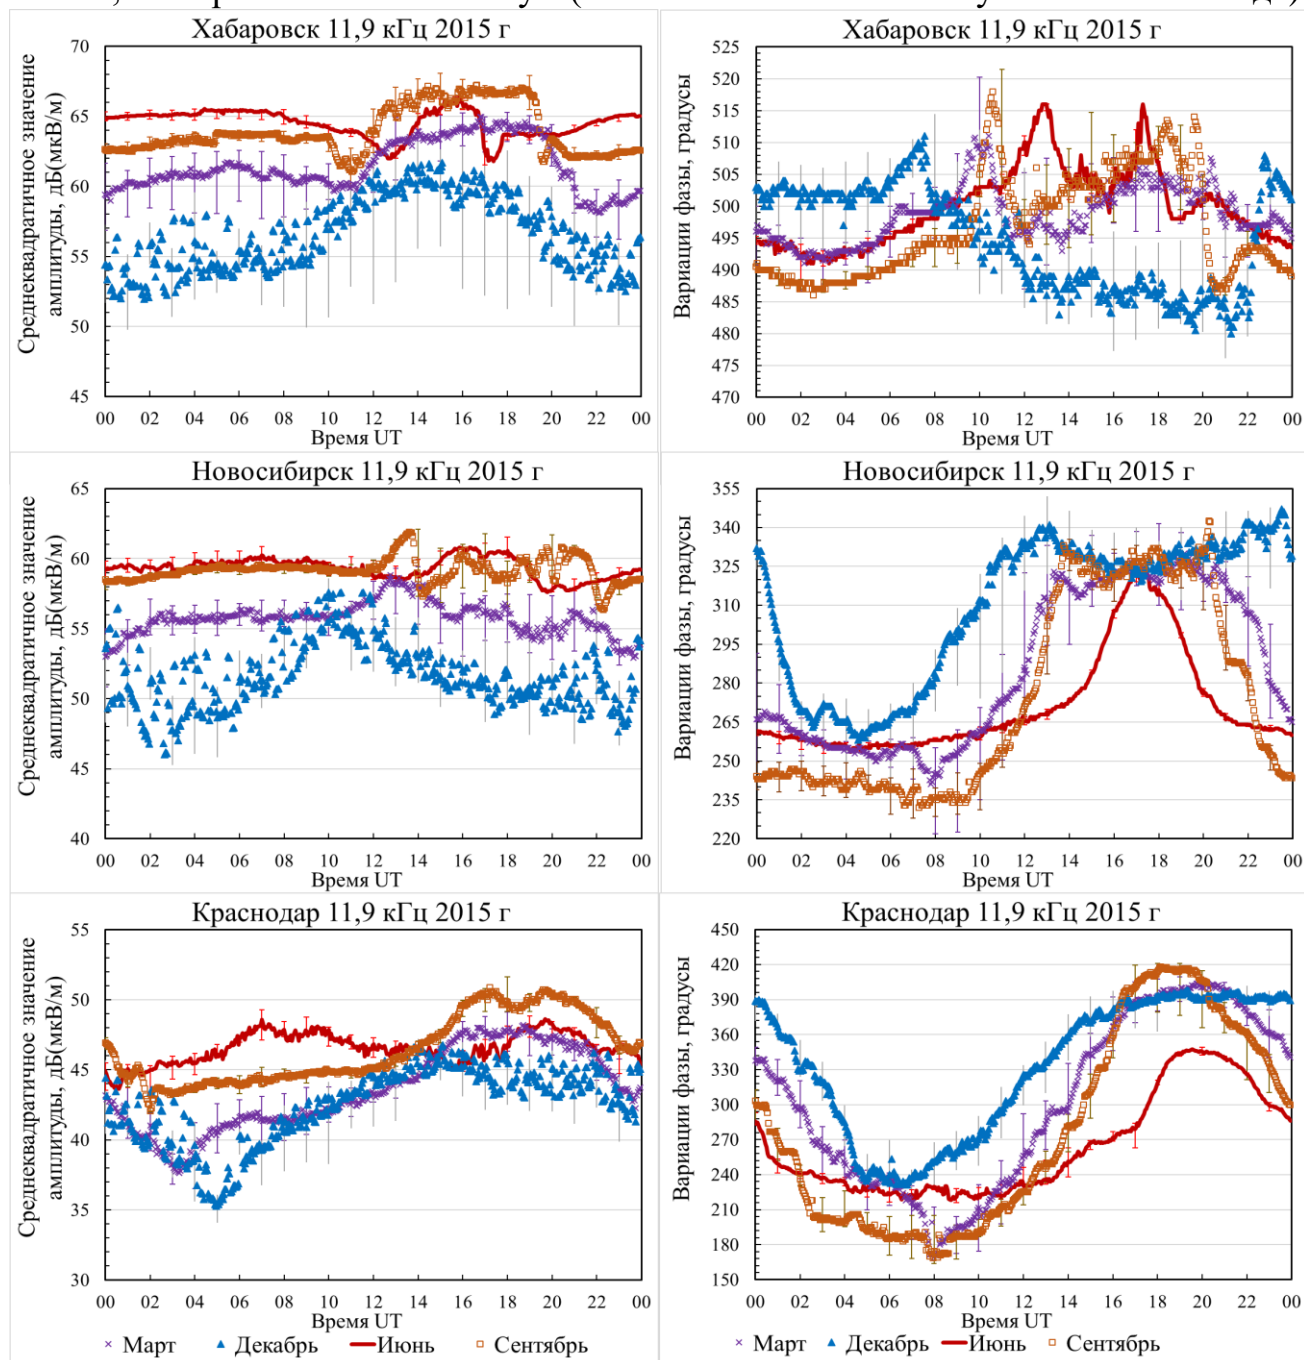 Хабаровск 11,9 кГц 2015 г
Среднеквадратичное значение
амплитуды, дБ(мкВ/м)
70
65
60
55
50
45
00 02 04 06 08 10 12 14 16 18 20 22 00
Время UT
Хабаровск 11,9 кГц 2015 г
Вариации фазы, градусы
525
520
515
510
505
500
495
490
485
480
475
470
00 02 04 06 08 10 12 14 16 18 20 22 00
Время UT
Новосибирск 11,9 кГц 2015 г
Среднеквадратичное значение
амплитуды, дБ(мкВ/м)
65
60
55
50
45
40
00 02 04 06 08 10 12 14 16 18 20 22 00
Время UT
Новосибирск 11,9 кГц 2015 г
Вариации фазы, градусы
355
340
325
310
295
280
265
250
235
220
00 02 04 06 08 10 12 14 16 18 20 22 00
Время UT
Краснодар 11,9 кГц 2015 г
Среднеквадратичное значение
амплитуды, дБ(мкВ/м)
55
50
45
40
35
30
00 02 04 06 08 10 12 14 16 18 20 22 00
Время UT
Март Декабрь Июнь Сентябрь
Краснодар 11,9 кГц 2015 г
Вариации фазы, градусы
450
420
390
360
330
300
270
240
210
180
150
00 02 04 06 08 10 12 14 16 18 20 22 00
Время UT
Март Декабрь Июнь Сентябрь